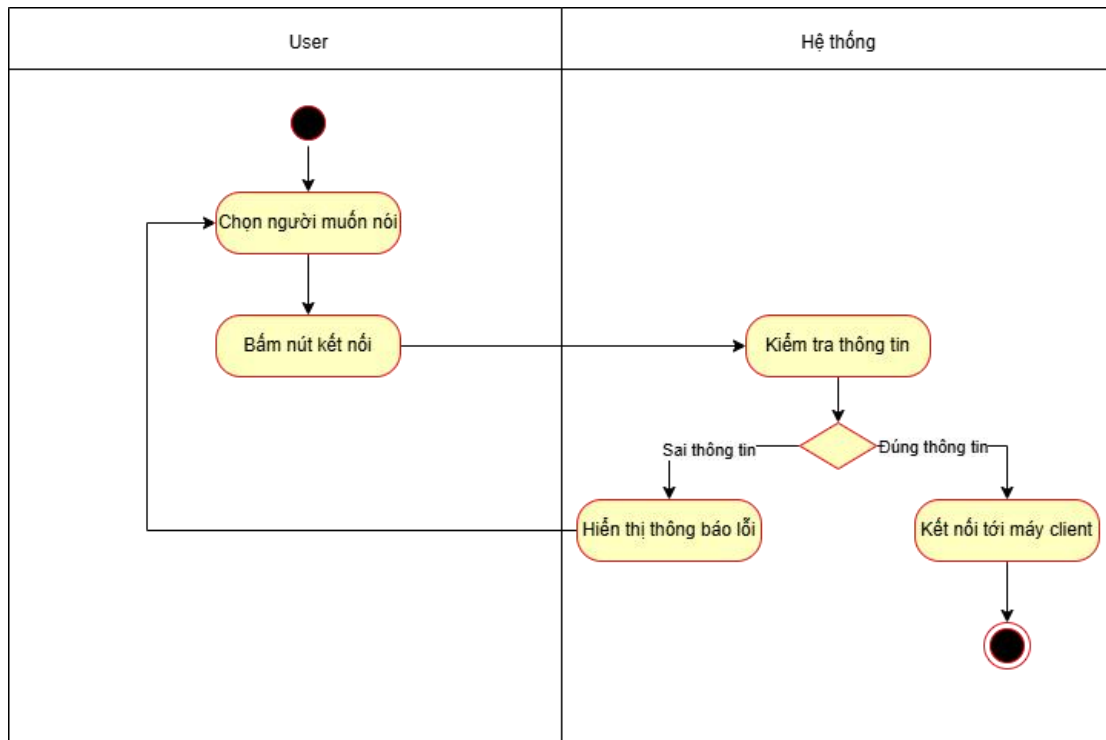 User
Hệ thống
Chọn người muốn nói
Bấm nút kết nối
Kiểm tra thông tin
Sai thông tin
Đúng thông tin
Hiển thị thông báo lỗi
Kết nối tới máy client